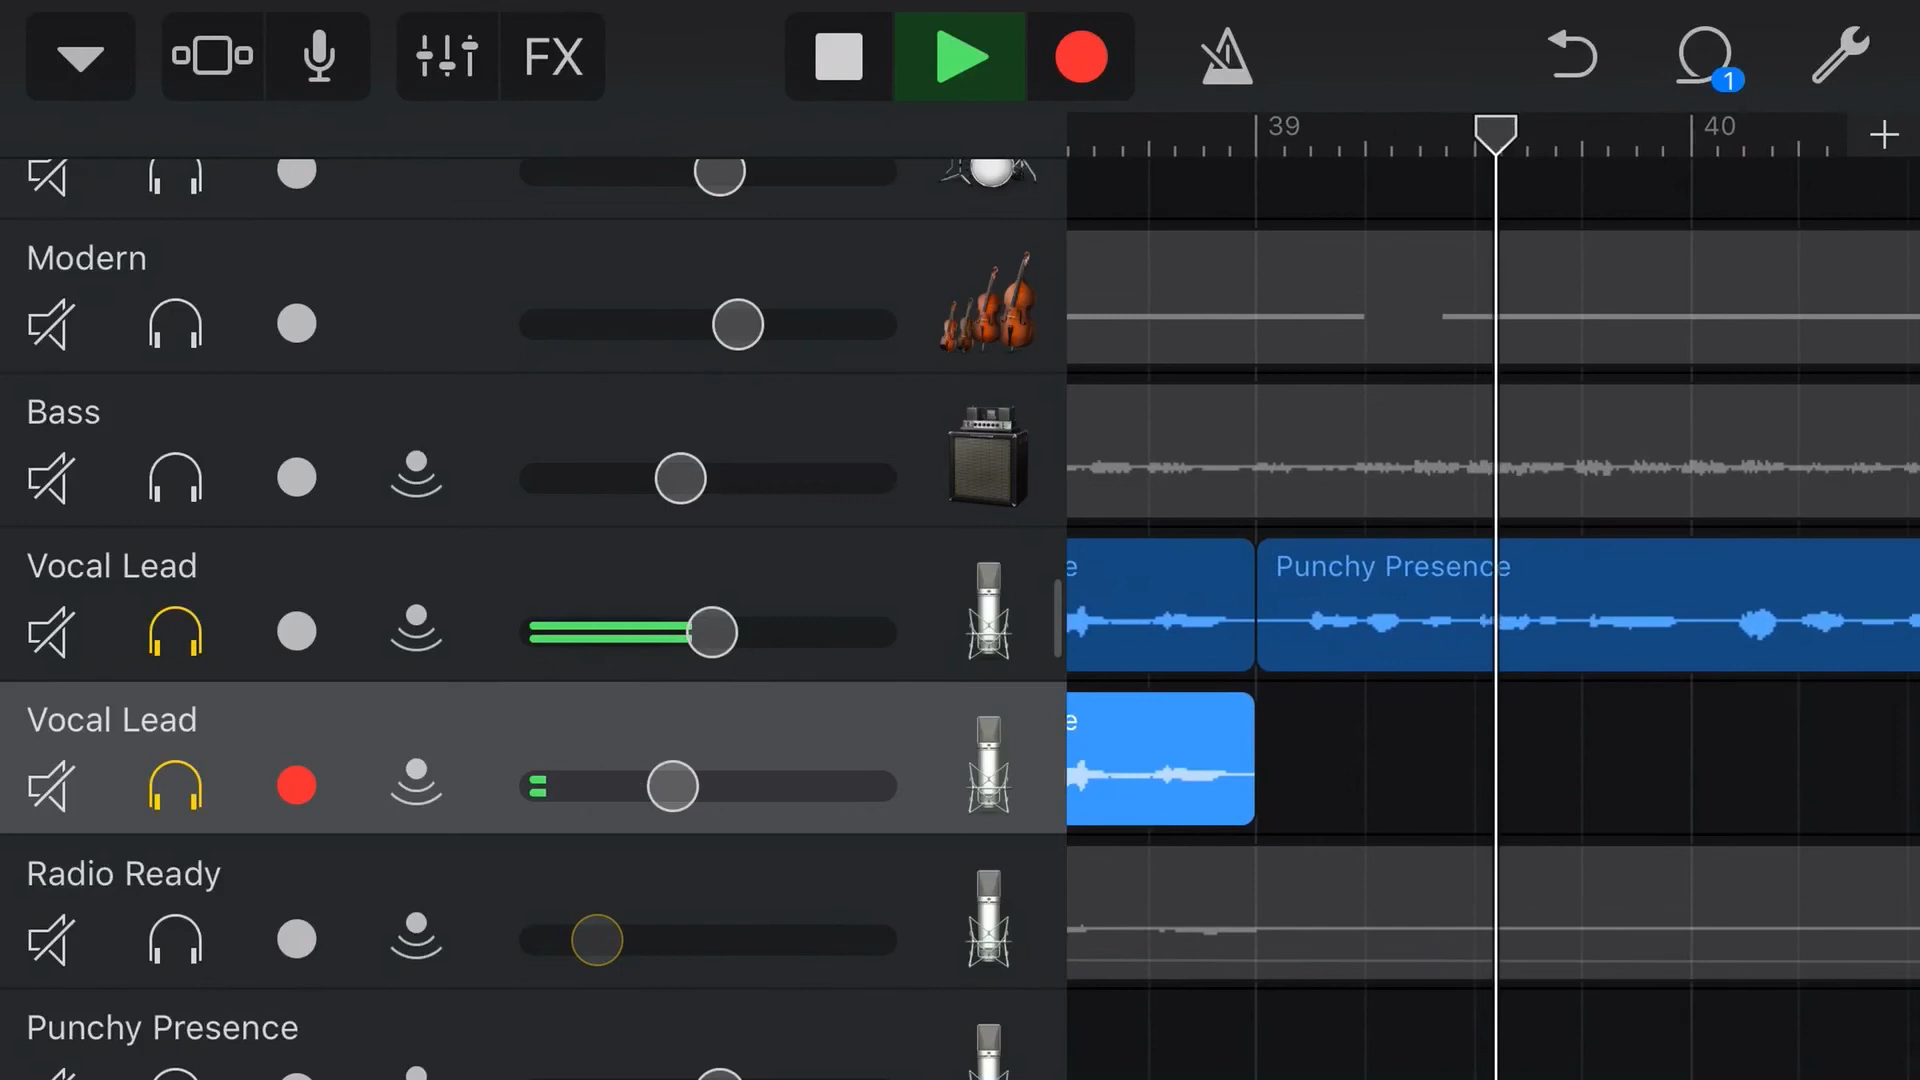 FX
1
39
40
Modern
Bass
Vocal Lead
e
Punchy Presence
Vocal Lead
e
Radio Ready
Punchy Presence